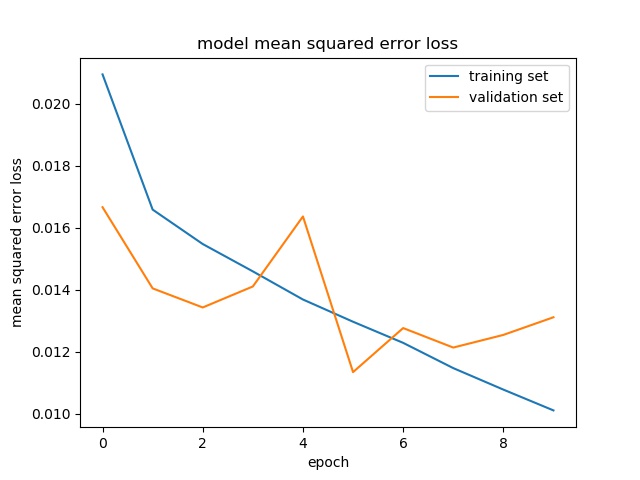 model mean squared error loss
training set
validation set
mean squared error loss
0.020
0.018
0.016
0.014
0.012
0.010
0 2 4 6 8
epoch